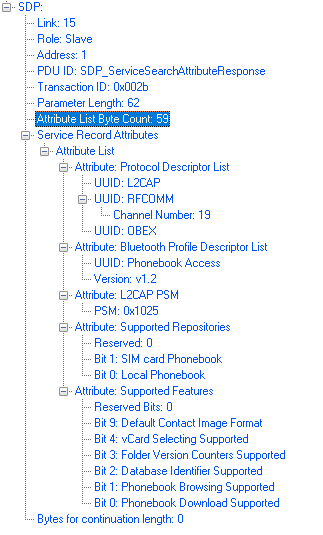 SDP:
Link: 15
Role: Slave
Address: 1
PDU ID: SDP_ServiceSearchAttributeResponse
Transaction ID: 0x002b
Parameter Length: 62
Attribute List Byte Count: 59
Service Record Attributes
Attribute List
Attribute: Protocol Descriptor List
UUID: L2CAP
UUID: RFCOMM
Channel Number: 19
UUID: OBEX
Attribute: Bluetooth Profile Descriptor List
UUID: Phonebook Access
Version: v1.2
Attribute: L2CAP PSM
PSM: 0x1025
Attribute: Supported Repositories
Reserved: 0
Bit 1: SIM card Phonebook
Bit 0: Local Phonebook
Attribute: Supported Features
Reserved Bits: 0
Bit 9: Default Contact Image Format
Bit 4: vCard Selecting Supported
Bit 3: Folder Version Counters Supported
Bit 2: Database Identifier Supported
Bit 1: Phonebook Browsing Supported
Bit 0: Phonebook Download Supported
Bytes for continuation length: 0